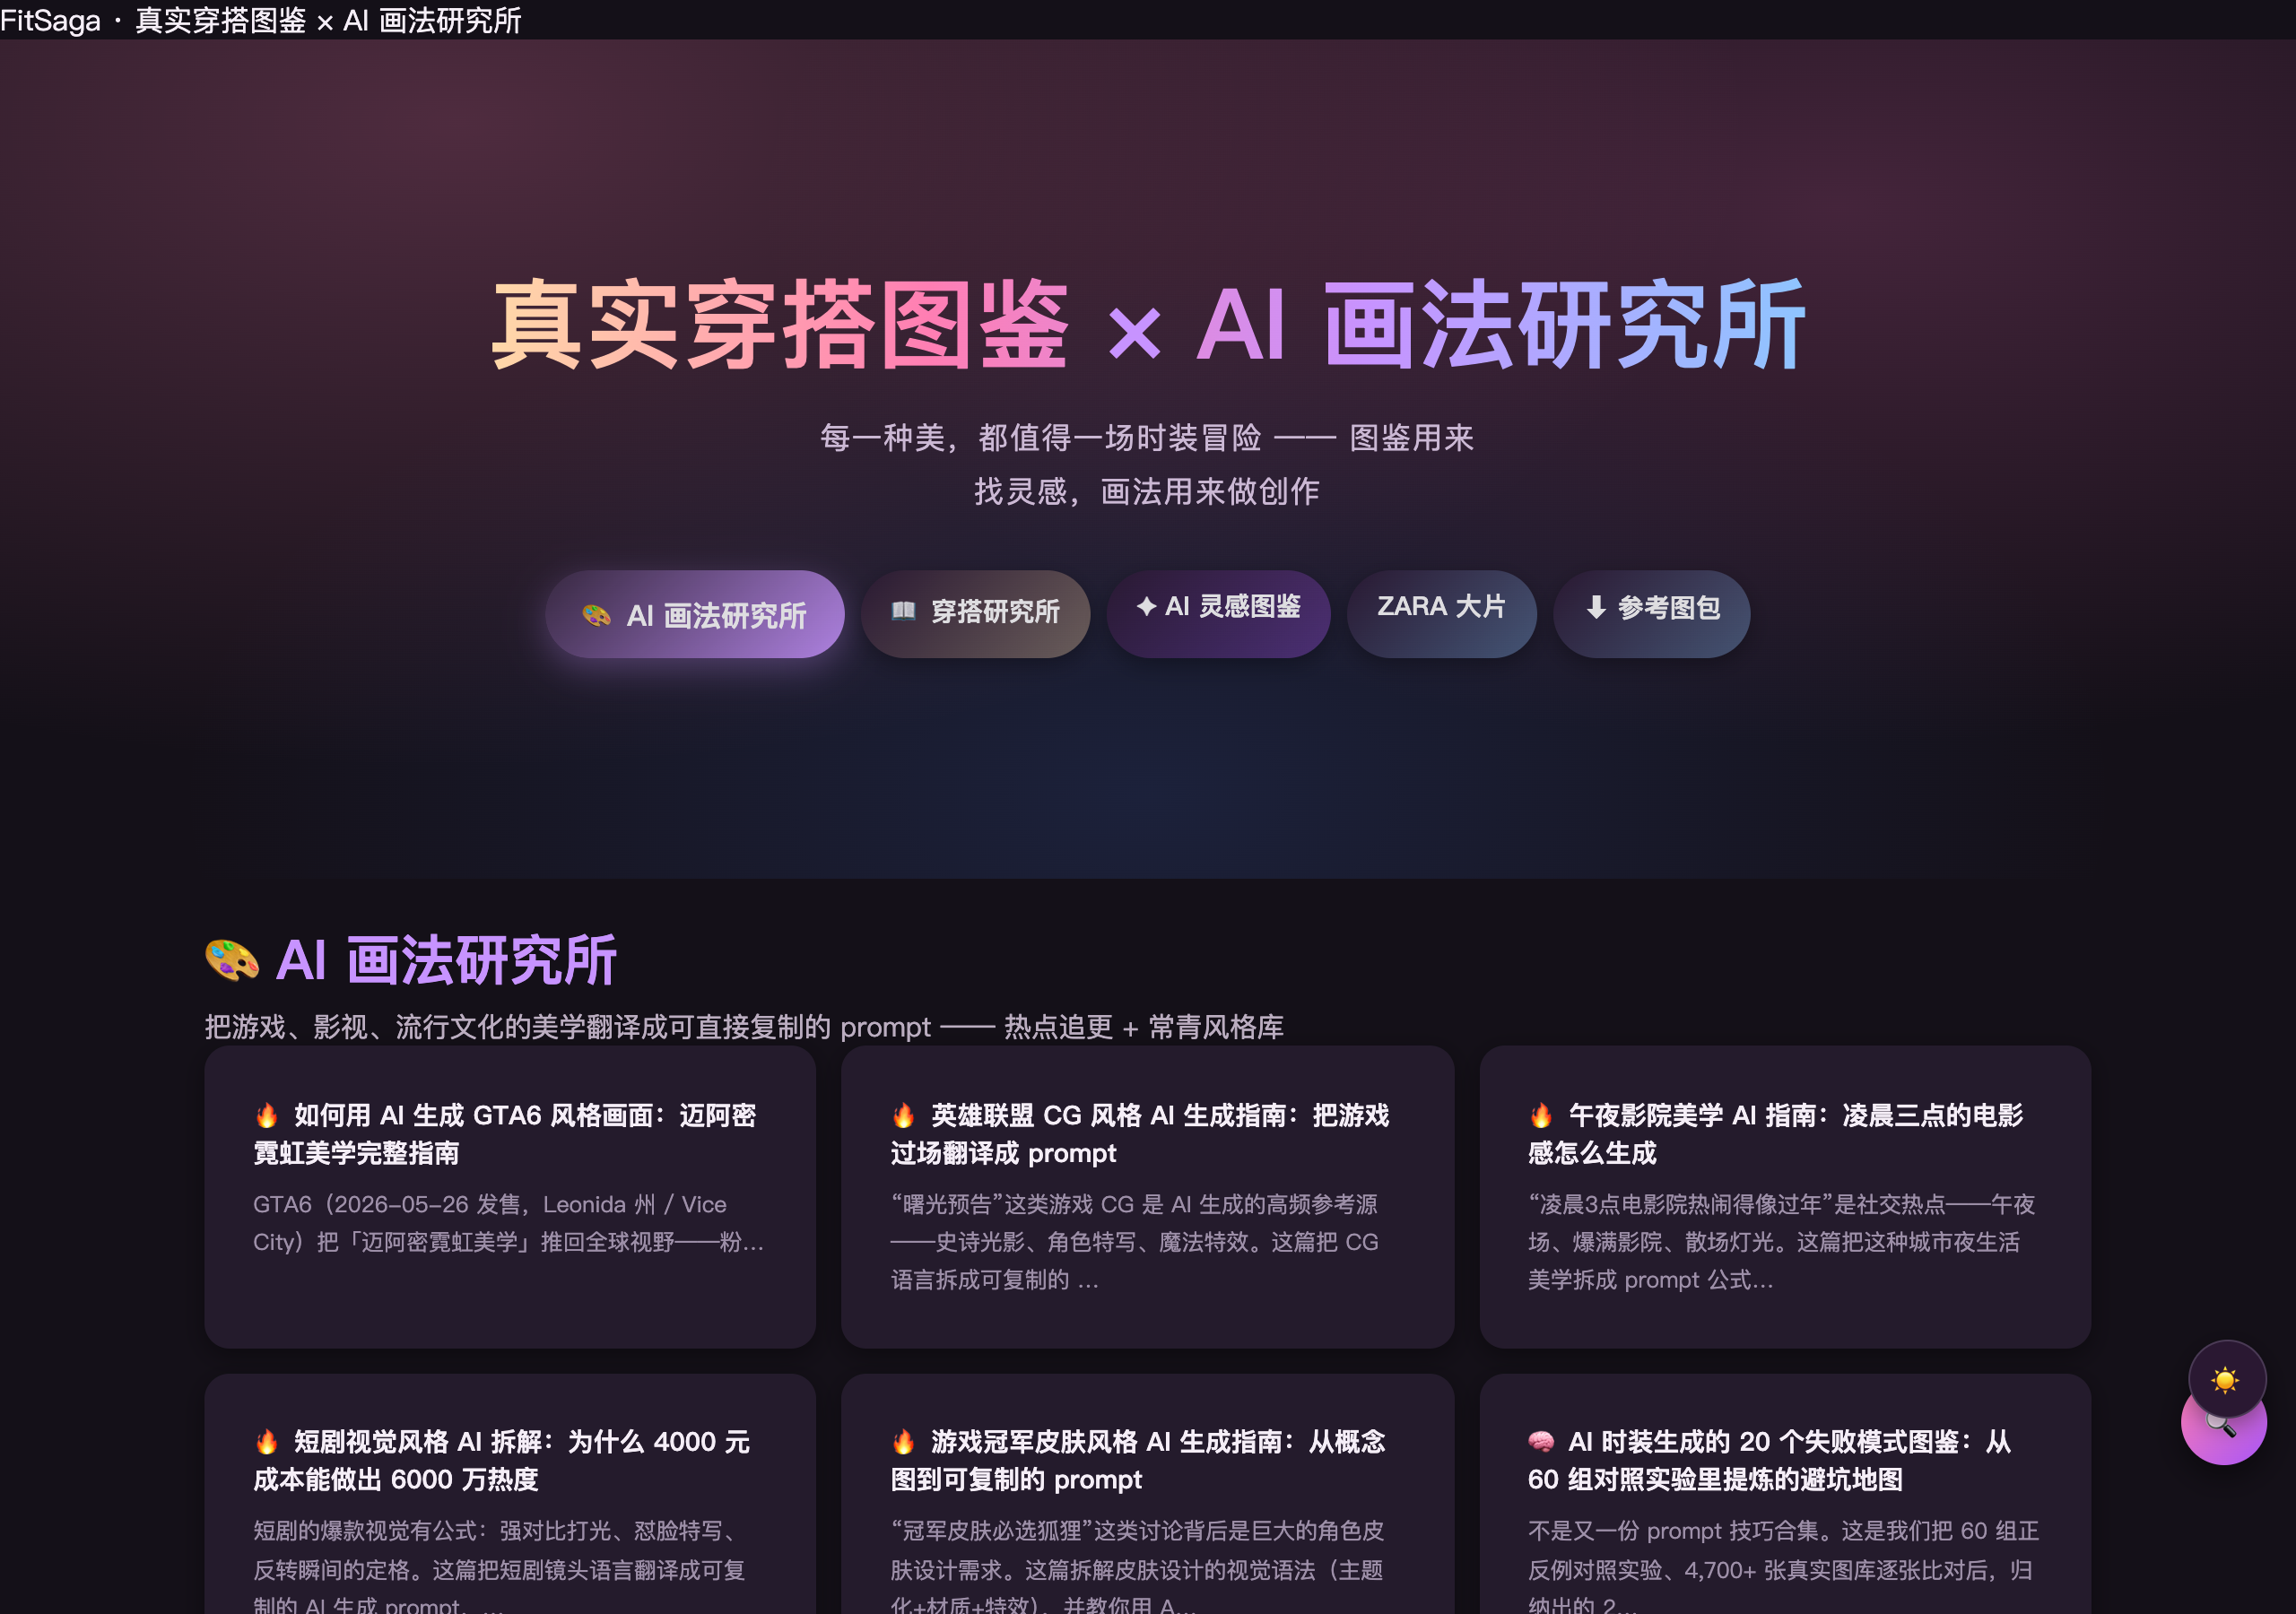 FitSaga · 真实穿搭图鉴 × AI 画法研究所
真实穿搭图鉴 × AI 画法研究所
每一种美，都值得一场时装冒险 —— 图鉴用来
找灵感，画法用来做创作
🎨 AI 画法研究所
📖 穿搭研究所
✦ AI 灵感图鉴
ZARA 大片
⬇ 参考图包
🎨 AI 画法研究所
把游戏、影视、流行文化的美学翻译成可直接复制的 prompt —— 热点追更 + 常青风格库
🔥 如何用 AI 生成 GTA6 风格画面：迈阿密
霓虹美学完整指南
GTA6（2026-05-26 发售，Leonida 州 / Vice
City）把「迈阿密霓虹美学」推回全球视野——粉…
🔥 英雄联盟 CG 风格 AI 生成指南：把游戏
过场翻译成 prompt
“曙光预告”这类游戏 CG 是 AI 生成的高频参考源
——史诗光影、角色特写、魔法特效。这篇把 CG
语言拆成可复制的 …
🔥 午夜影院美学 AI 指南：凌晨三点的电影
感怎么生成
“凌晨3点电影院热闹得像过年”是社交热点——午夜
场、爆满影院、散场灯光。这篇把这种城市夜生活
美学拆成 prompt 公式…
🔥 短剧视觉风格 AI 拆解：为什么 4000 元
成本能做出 6000 万热度
短剧的爆款视觉有公式：强对比打光、怼脸特写、
反转瞬间的定格。这篇把短剧镜头语言翻译成可复
制的 AI 生成 prompt，…
🔥 游戏冠军皮肤风格 AI 生成指南：从概念
图到可复制的 prompt
“冠军皮肤必选狐狸”这类讨论背后是巨大的角色皮
肤设计需求。这篇拆解皮肤设计的视觉语法（主题
化+材质+特效），并教你用 A…
🧠 AI 时装生成的 20 个失败模式图鉴：从
60 组对照实验里提炼的避坑地图
不是又一份 prompt 技巧合集。这是我们把 60 组正
反例对照实验、4,700+ 张真实图库逐张比对后，归
纳出的 2…